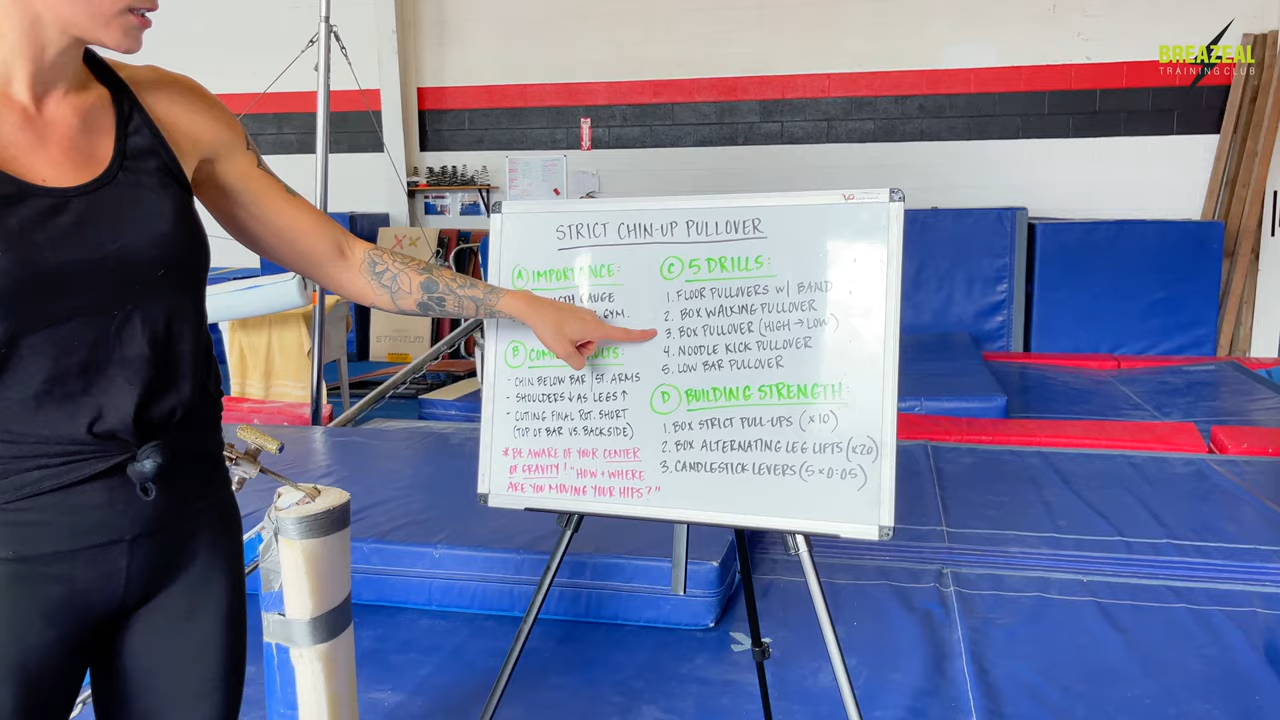 BREAZEAL
TRAINING CLUB
STRICT CHIN-UP PULLOVER
A IMPORTANCE:
GAUGE
GYM.
B
- CHIN BELOW BAR / ST. ARMS
- SHOULDERS ↓ AS LEGS ↑
- CUTING FINAL ROT. SHORT
(TOP OF BAR VS. BACKSIDE)
* BE AWARE OF YOUR CENTER
OF GRAVITY! "HOW + WHERE
ARE YOU MOVING YOUR HIPS?"
C 5 DRILLS:
1. FLOOR PULLOVERS W/ BAND
2. BOX WALKING PULLOVER
3. BOX PULLOVER (HIGH → LOW)
4. NOODLE KICK PULLOVER
5. LOW BAR PULLOVER
D BUILDING STRENGTH:
1. BOX STRICT PULL-UPS (x10)
2. BOX ALTERNATING LEG LIFTS (x20)
3. CANDLESTICK LEVERS (5 x 0:05)
STRATUM